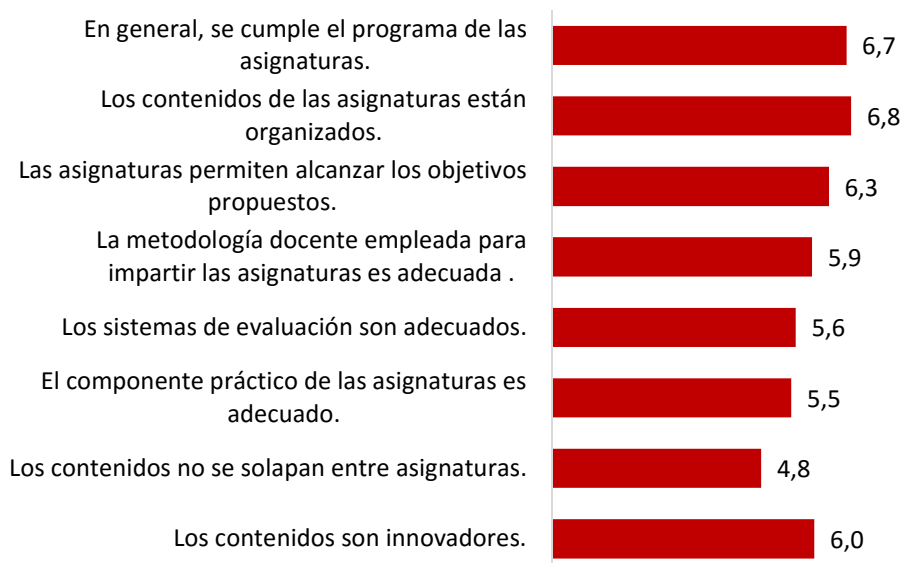 En general, se cumple el programa de las
asignaturas.
6,7
Los contenidos de las asignaturas están
organizados.
6,8
Las asignaturas permiten alcanzar los objetivos
propuestos.
6,3
La metodología docente empleada para
impartir las asignaturas es adecuada .
5,9
Los sistemas de evaluación son adecuados.
5,6
El componente práctico de las asignaturas es
adecuado.
5,5
Los contenidos no se solapan entre asignaturas.
4,8
Los contenidos son innovadores.
6,0